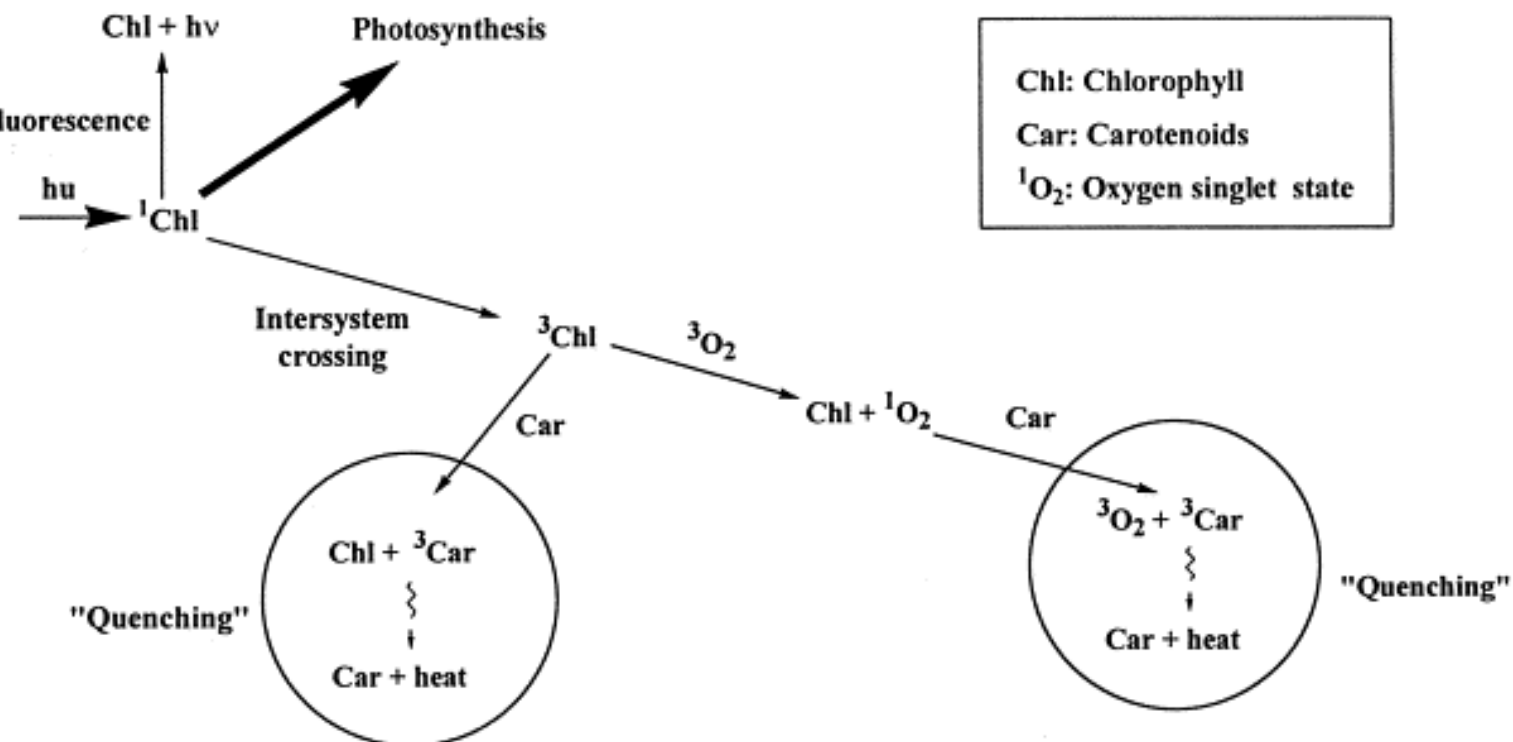 Chl + hν
Photosynthesis
luorescence
hu
¹Chl
Chl: Chlorophyll
Car: Carotenoids
¹O₂: Oxygen singlet state
Intersystem
crossing
³Chl
³O₂
Car
Chl + ¹O₂
Car
Chl + ³Car
Car + heat
"Quenching"
³O₂ + ³Car
Car + heat
"Quenching"